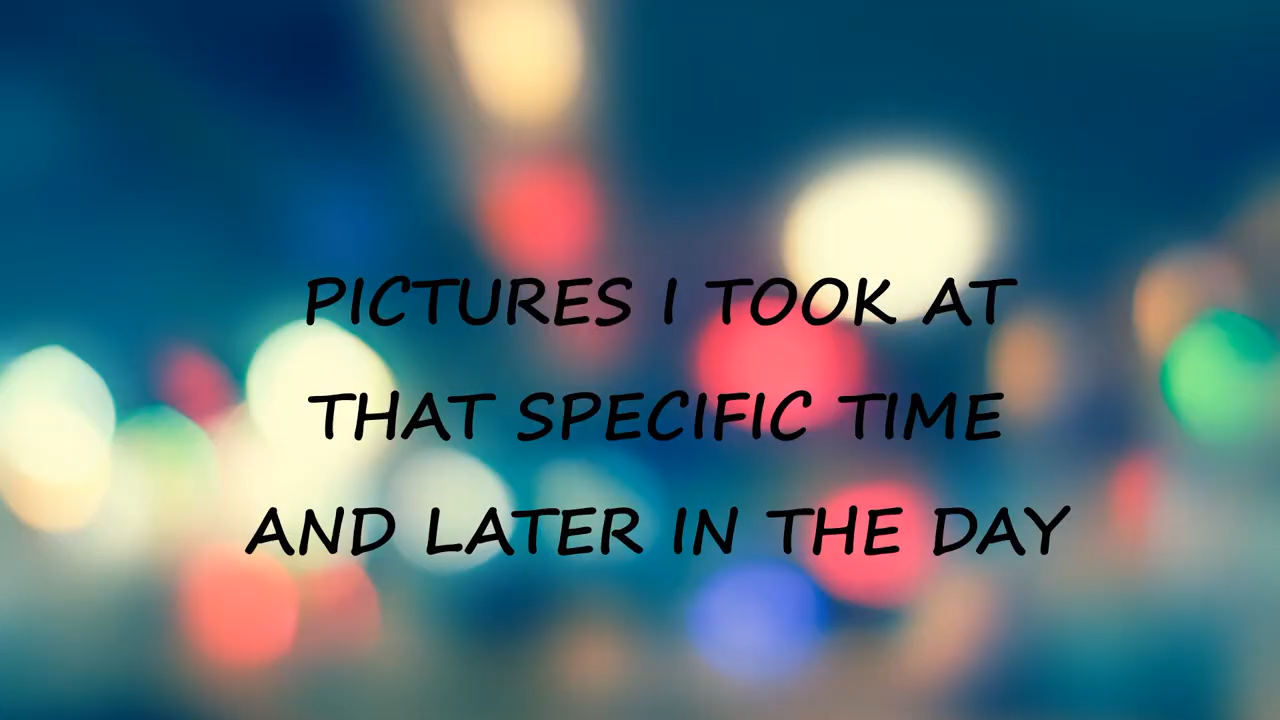 PICTURES I TOOK AT
THAT SPECIFIC TIME
AND LATER IN THE DAY